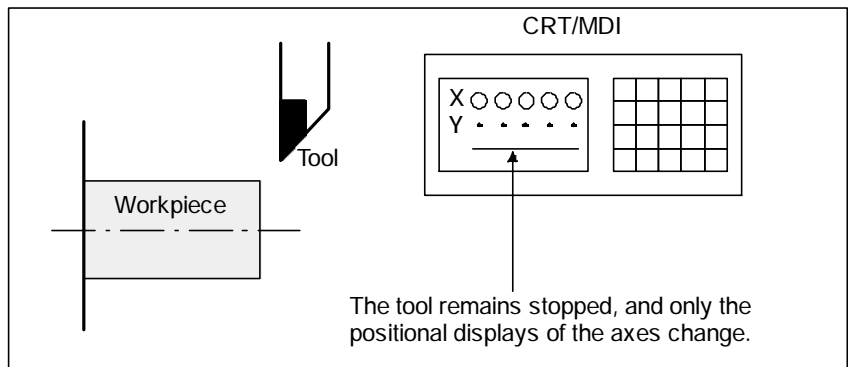 CRT/MDI
X
Y
Tool
Workpiece
The tool remains stopped, and only the
positional displays of the axes change.